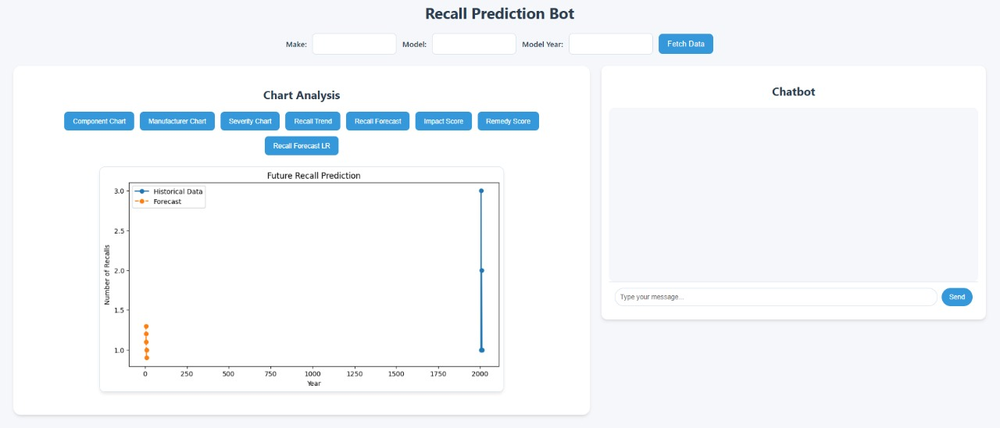 Recall Prediction Bot
Make: Model: Model Year: Fetch Data
Chart Analysis
Component Chart Manufacturer Chart Severity Chart Recall Trend Recall Forecast Impact Score Remedy Score
Recall Forecast LR
Future Recall Prediction
Historical Data
Forecast
Number of Recalls
3.0
2.5
2.0
1.5
1.0
0 250 500 750 1000 1250 1500 1750 2000
Year
Chatbot
Type your message...
Send